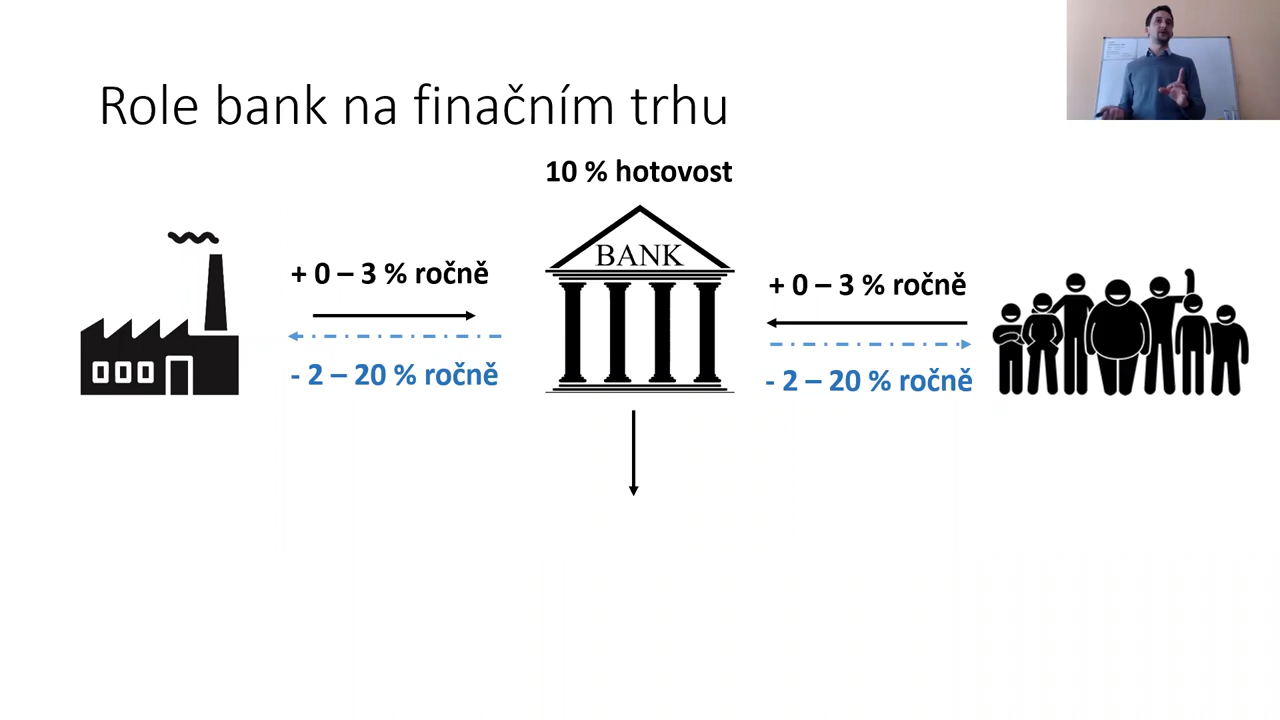 Role bank na finačním trhu
10 % hotovost
BANK
+ 0 – 3 % ročně
- 2 – 20 % ročně
+ 0 – 3 % ročně
- 2 – 20 % ročně